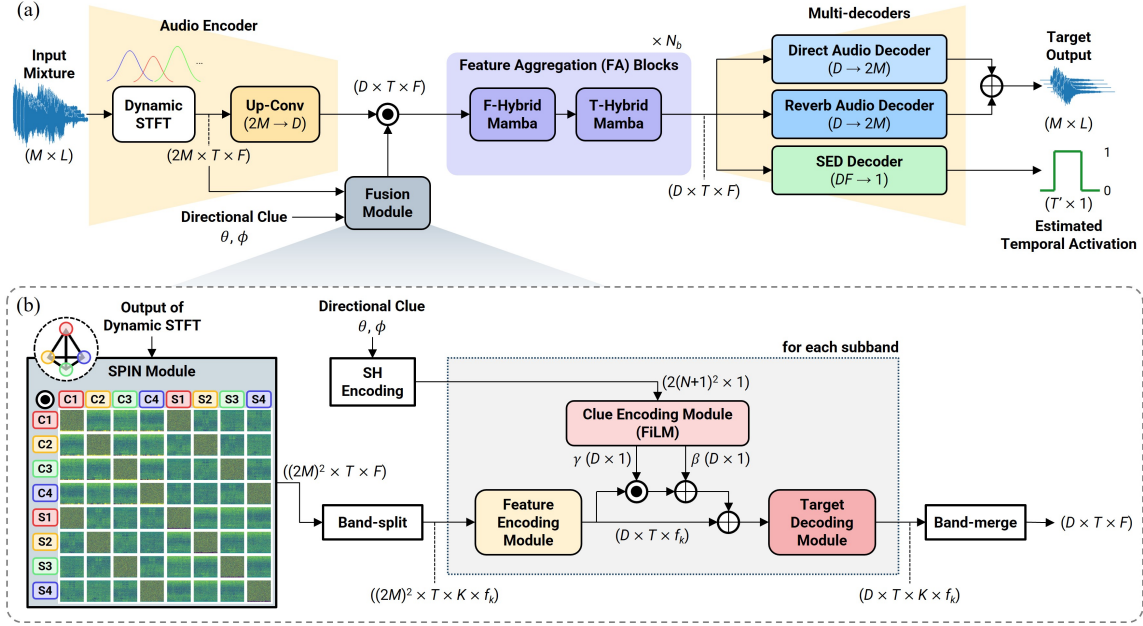 (a)
Audio Encoder
Multi-decoders
Input
Mixture
(M × L)
...
Dynamic
STFT
(2M × T × F)
Up-Conv
(2M → D)
(D × T × F)
Directional Clue
θ, ϕ
Fusion
Module
× N_b
Feature Aggregation (FA) Blocks
F-Hybrid
Mamba
T-Hybrid
Mamba
(D × T × F)
Direct Audio Decoder
(D → 2M)
Reverb Audio Decoder
(D → 2M)
SED Decoder
(DF → 1)
Target
Output
(M × L)
1
0
(T' × 1)
Estimated
Temporal Activation
(b)
Output of
Dynamic STFT
SPIN Module
C1 C2 C3 C4 S1 S2 S3 S4
C1
C2
C3
C4
S1
S2
S3
S4
((2M)² × T × F)
Band-split
((2M)² × T × K × f_k)
Directional Clue
θ, ϕ
SH
Encoding
for each subband
(2(N+1)² × 1)
Clue Encoding Module
(FiLM)
γ (D × 1)
β (D × 1)
Feature
Encoding
Module
(D × T × f_k)
Target
Decoding
Module
(D × T × K × f_k)
Band-merge
(D × T × F)